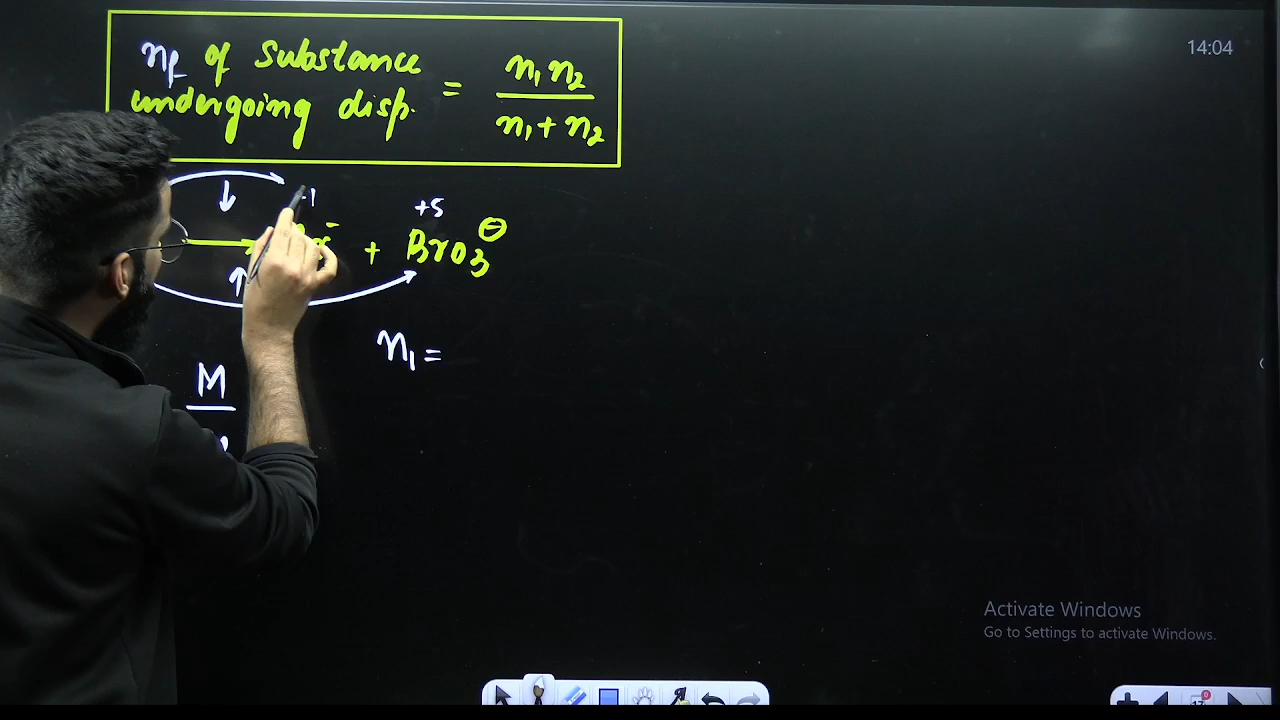 14:04
nf of substance
undergoing disp. = n₁n₂ / n₁+n₂
-1 +5
+ BrO₃⊖
n₁ =
M
Activate Windows
Go to Settings to activate Windows.